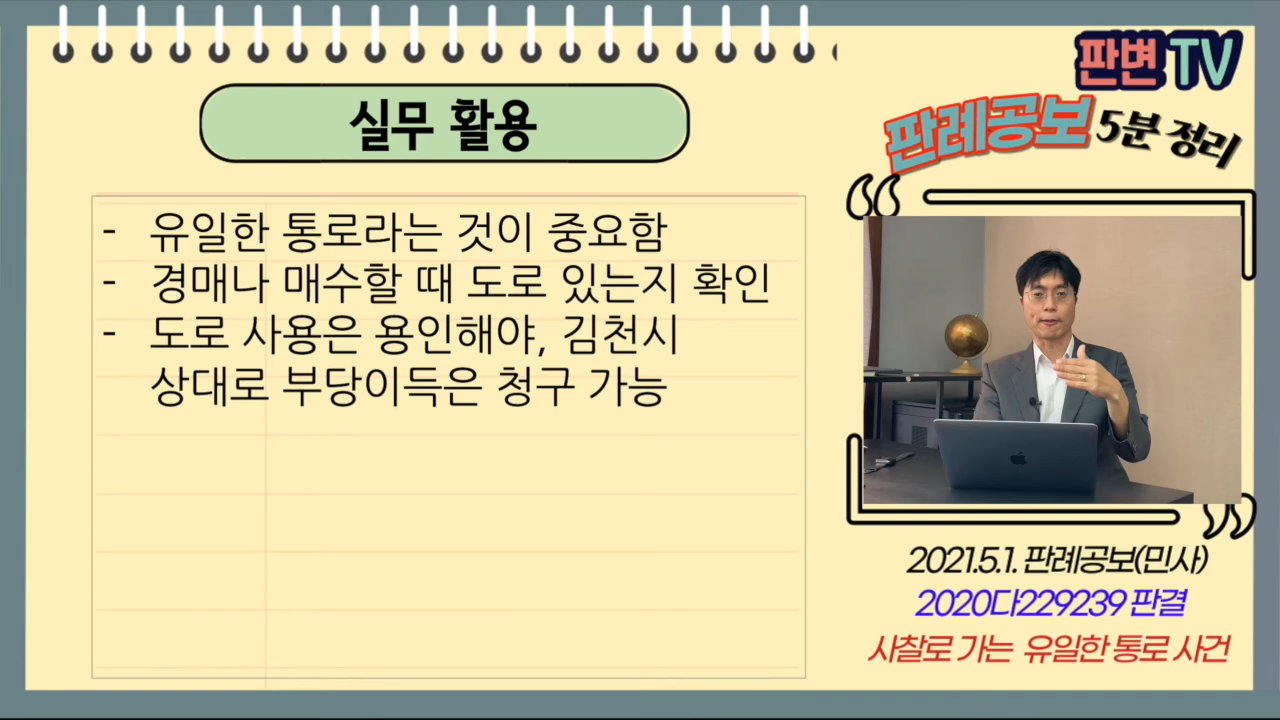 판변 TV
판례공보 5분 정리
실무 활용
- 유일한 통로라는 것이 중요함
- 경매나 매수할 때 도로 있는지 확인
- 도로 사용은 용인해야, 김천시
상대로 부당이득은 청구 가능
2021.5.1. 판례공보(민사)
2020다229239 판결
사찰로 가는 유일한 통로 사건